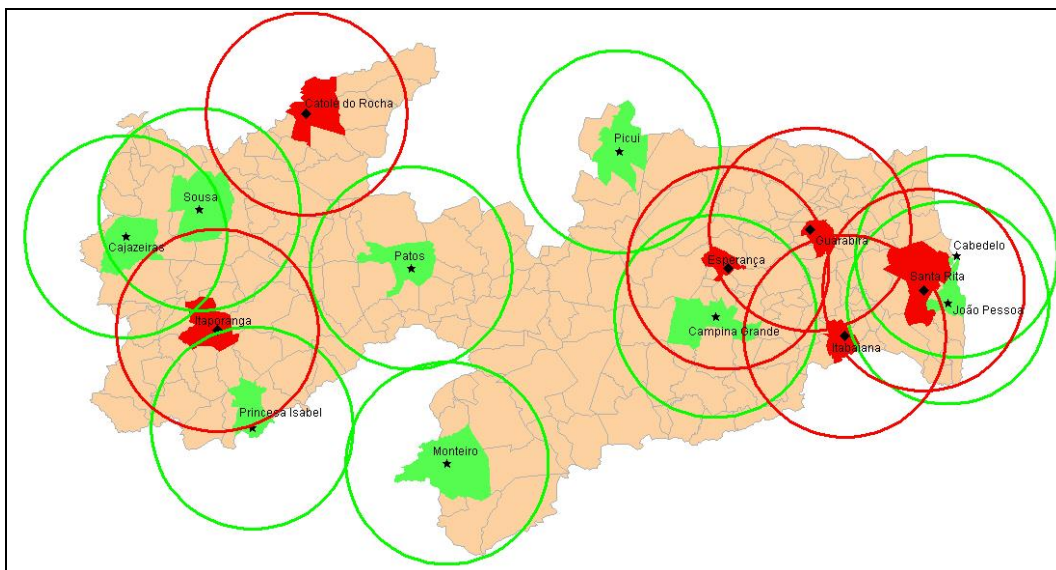 Catolé do Rocha
Picui
Sousa
Cajazeiras
Patos
Guarabira
Cabedelo
Esperança
Santa Rita
João Pessoa
Itaporanga
Campina Grande
Itabaiana
Princesa Isabel
Monteiro